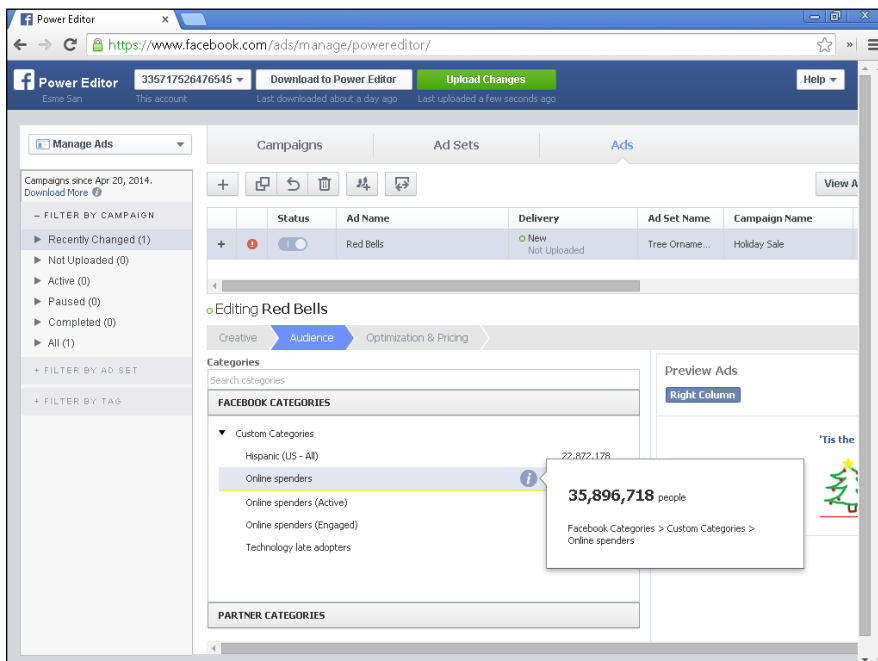 Power Editor
https://www.facebook.com/ads/manage/powereditor/
Power Editor 335717526476545 Download to Power Editor Upload Changes Help
Esme San This account Last downloaded about a day ago Last uploaded a few seconds ago
Manage Ads
Campaigns Ad Sets Ads
Campaigns since Apr 20, 2014.
Download More
View A
– FILTER BY CAMPAIGN
Recently Changed (1)
Not Uploaded (0)
Active (0)
Paused (0)
Completed (0)
All (1)
+ FILTER BY AD SET
+ FILTER BY TAG
Status Ad Name Delivery Ad Set Name Campaign Name
Red Bells New Tree Orname... Holiday Sale
Not Uploaded
Editing Red Bells
Creative Audience Optimization & Pricing
Categories
Search categories
FACEBOOK CATEGORIES
Custom Categories
Hispanic (US - All) 22,872,178
Online spenders
Online spenders (Active)
Online spenders (Engaged)
Technology late adopters
PARTNER CATEGORIES
Preview Ads
Right Column
'Tis the
35,896,718 people
Facebook Categories > Custom Categories >
Online spenders